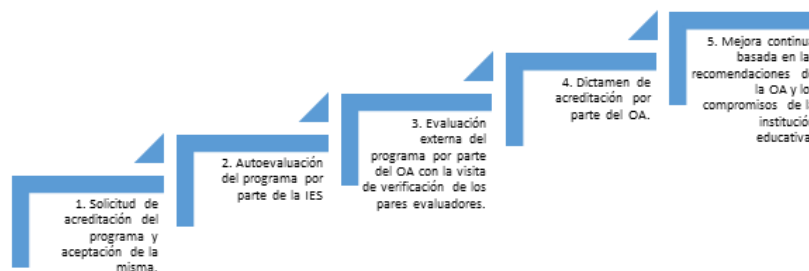 1. Solicitud de
acreditación del
programa y
aceptación de la
misma.
2. Autoevaluación
del programa por
parte de la IES
3. Evaluación
externa del
programa por parte
del OA con la visita
de verificación de los
pares evaluadores.
4. Dictamen de
acreditación por
parte del OA.
5. Mejora continu
basada en la
recomendaciones d
la OA y lo
compromisos de l
institució
educativa